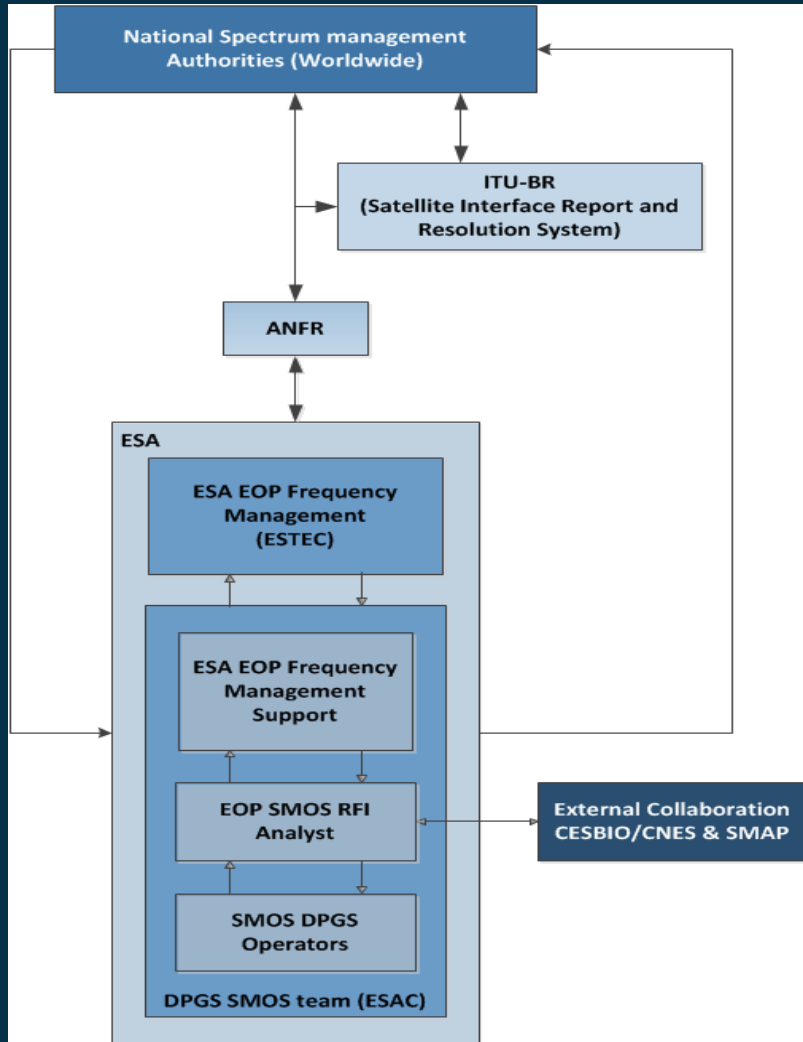 National Spectrum management
Authorities (Worldwide)
ITU-BR
(Satellite Interface Report and
Resolution System)
ANFR
ESA
ESA EOP Frequency
Management
(ESTEC)
ESA EOP Frequency
Management
Support
EOP SMOS RFI
Analyst
External Collaboration
CESBIO/CNES & SMAP
SMOS DPGS
Operators
DPGS SMOS team (ESAC)